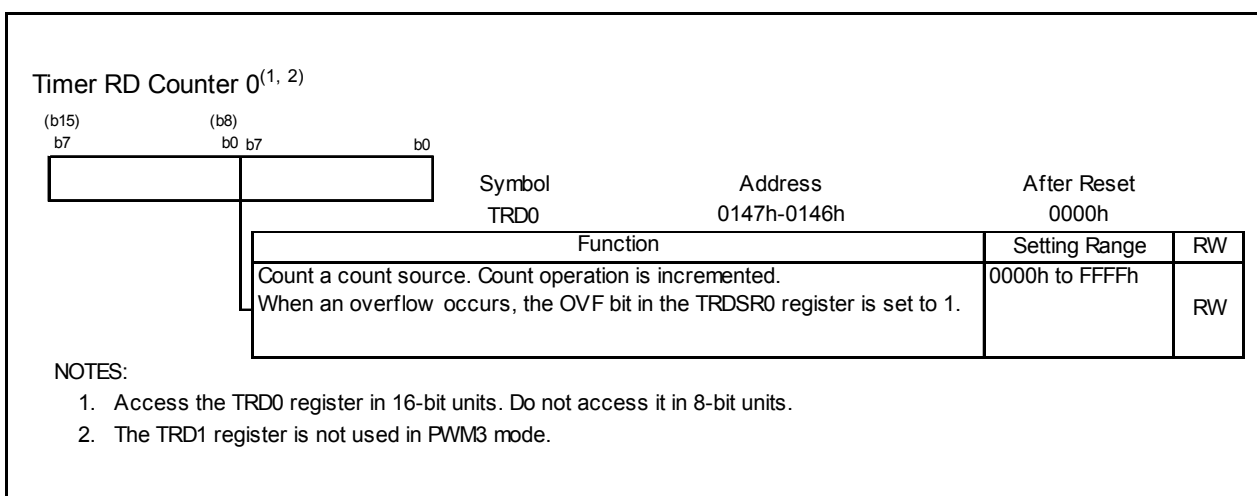 Timer RD Counter 0(1, 2)
(b15) (b8)
b7 b0 b7 b0
Symbol Address After Reset
TRD0 0147h-0146h 0000h
Function Setting Range RW
Count a count source. Count operation is incremented. 0000h to FFFFh
When an overflow occurs, the OVF bit in the TRDSR0 register is set to 1. RW
NOTES:
1. Access the TRD0 register in 16-bit units. Do not access it in 8-bit units.
2. The TRD1 register is not used in PWM3 mode.